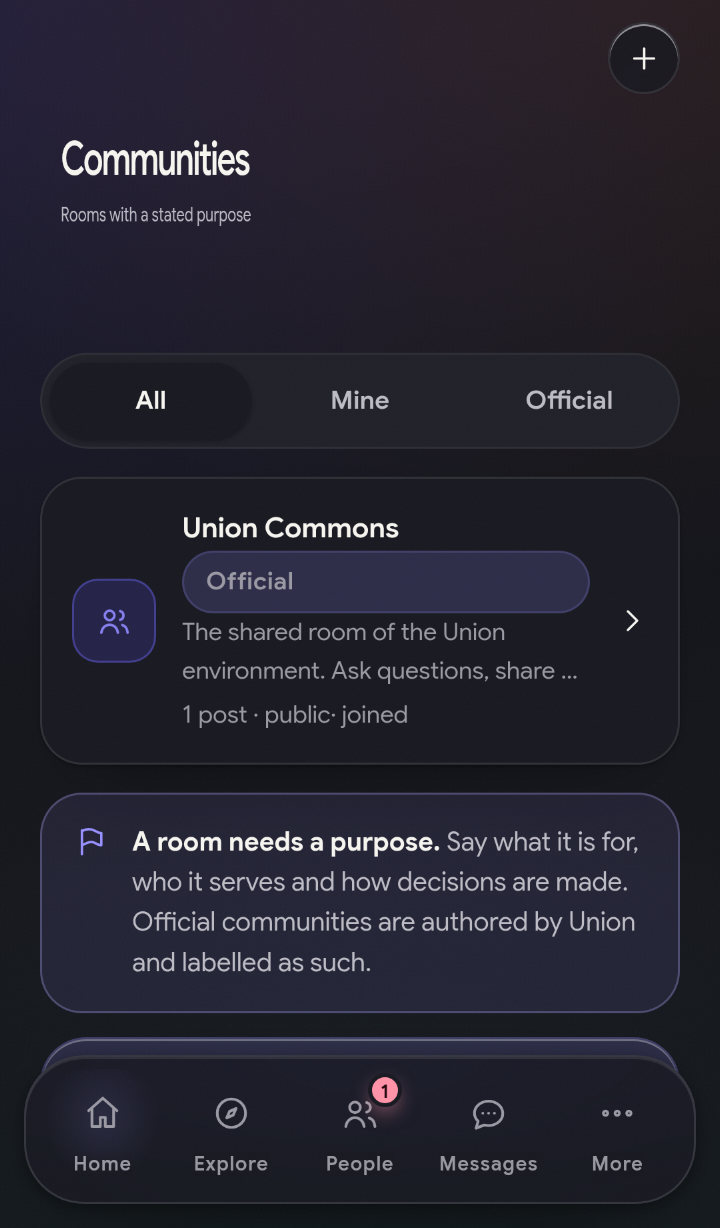 Communities
Rooms with a stated purpose
All
Mine
Official
Union Commons
Official
The shared room of the Union
environment. Ask questions, share ...
1 post · public· joined
A room needs a purpose. Say what it is for,
who it serves and how decisions are made.
Official communities are authored by Union
and labelled as such.
1
Home
Explore
People
Messages
More